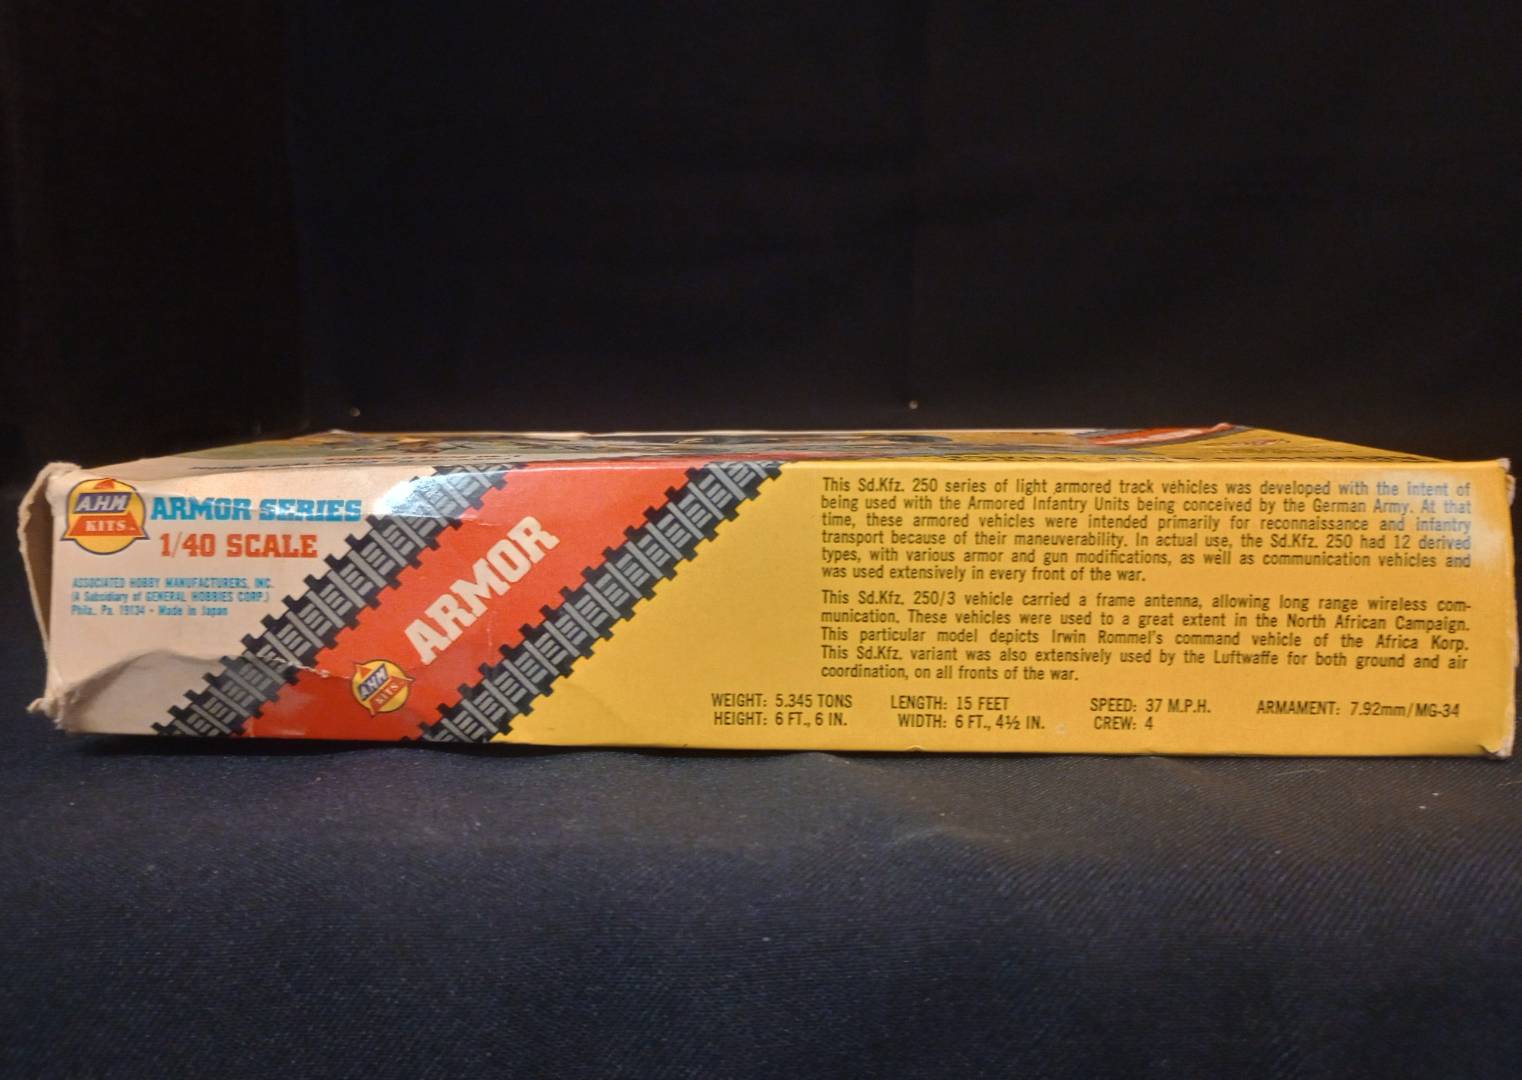 A.H.M
KITS
ARMOR SERIES
1/40 SCALE
ASSOCIATED HOBBY MANUFACTURERS, INC.
(A Subsidiary of GENERAL HOBBIES CORP.)
Phila., Pa. 19134 • Made in Japan
ARMOR
AHM
KITS
This Sd.Kfz. 250 series of light armored track vehicles was developed with the intent of
being used with the Armored Infantry Units being conceived by the German Army. At that
time, these armored vehicles were intended primarily for reconnaissance and infantry
transport because of their maneuverability. In actual use, the Sd.Kfz. 250 had 12 derived
types, with various armor and gun modifications, as well as communication vehicles and
was used extensively in every front of the war.
This Sd.Kfz. 250/3 vehicle carried a frame antenna, allowing long range wireless com-
munication. These vehicles were used to a great extent in the North African Campaign.
This particular model depicts Irwin Rommel's command vehicle of the Africa Korp.
This Sd.Kfz. variant was also extensively used by the Luftwaffe for both ground and air
coordination, on all fronts of the war.
WEIGHT: 5.345 TONS LENGTH: 15 FEET SPEED: 37 M.P.H. ARMAMENT: 7.92mm/MG-34
HEIGHT: 6 FT., 6 IN. WIDTH: 6 FT., 4½ IN. CREW: 4